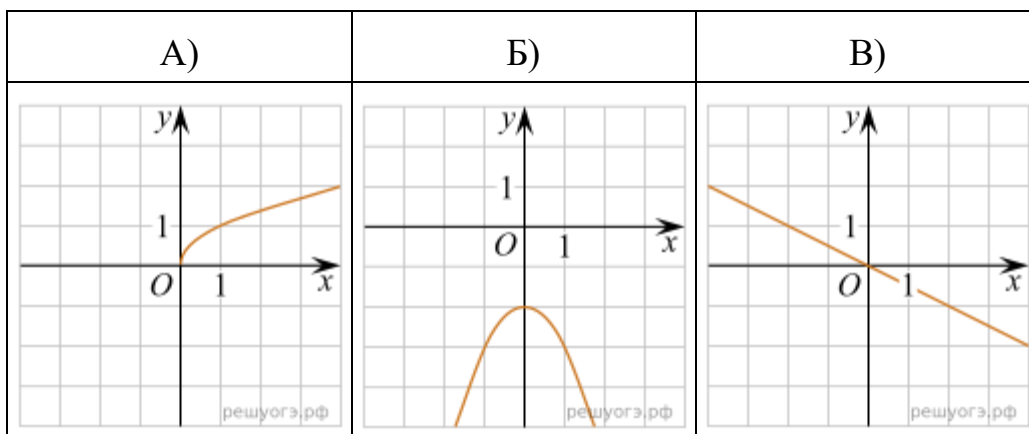 А) Б) В)
y y y
1
1 1
O 1 x
O 1 x O 1 x
решуогэ.рф решуогэ.рф решуогэ.рф